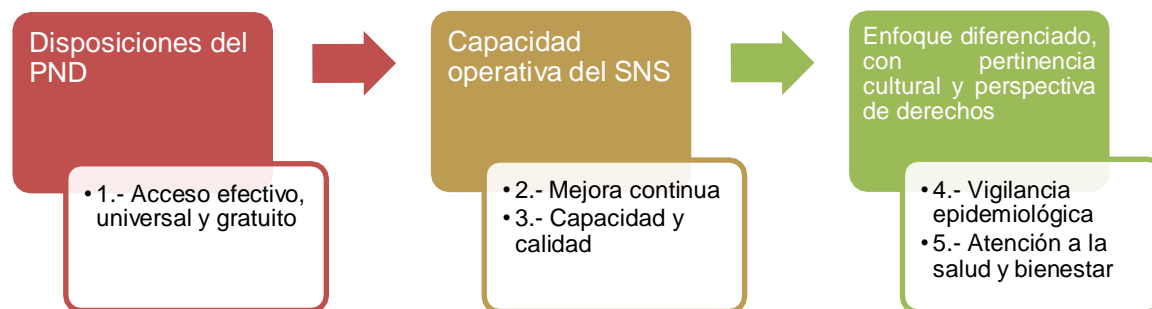 Disposiciones del
PND
• 1.- Acceso efectivo,
universal y gratuito
Capacidad
operativa del SNS
• 2.- Mejora continua
• 3.- Capacidad y
calidad
Enfoque diferenciado,
con pertinencia
cultural y perspectiva
de derechos
• 4.- Vigilancia
epidemiológica
• 5.- Atención a la
salud y bienestar